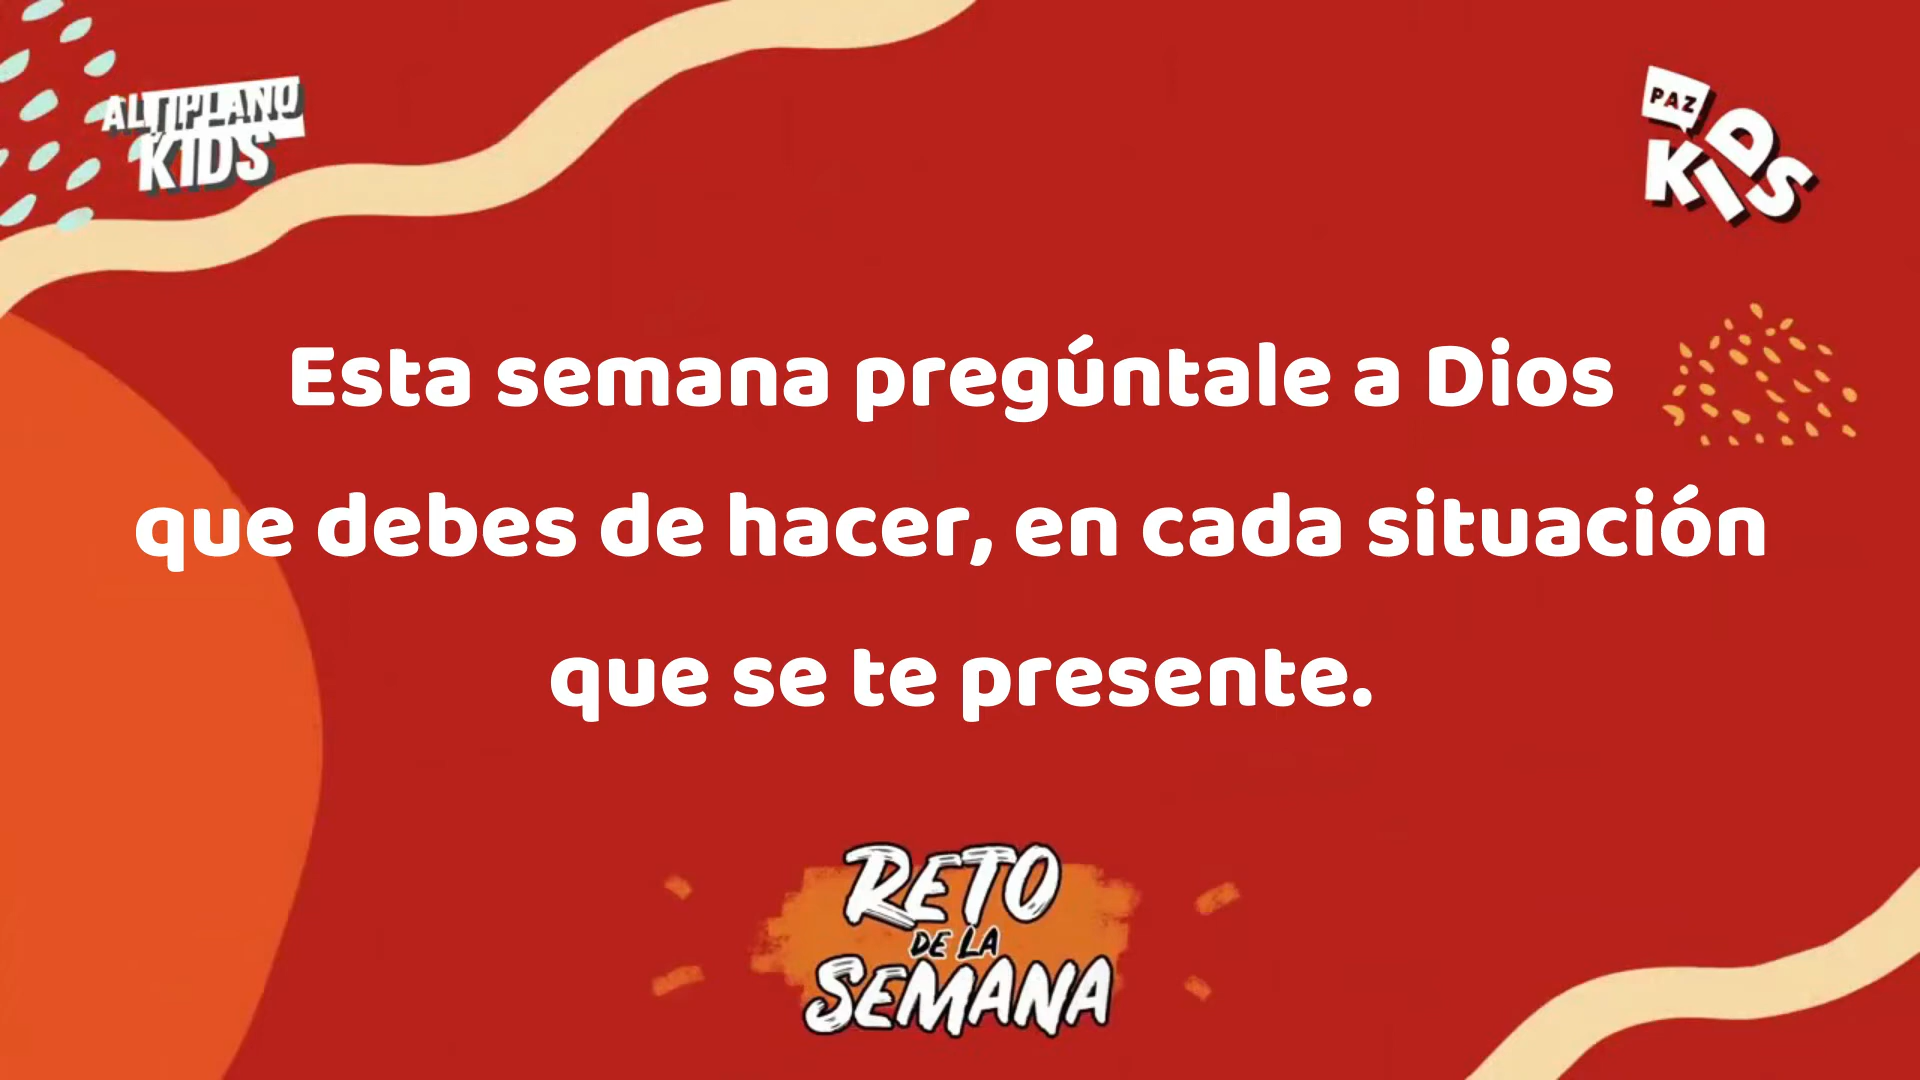 ALTIPLANO
KIDS
PAZ
KIDS
Esta semana pregúntale a Dios
que debes de hacer, en cada situación
que se te presente.
RETO
DE LA
SEMANA